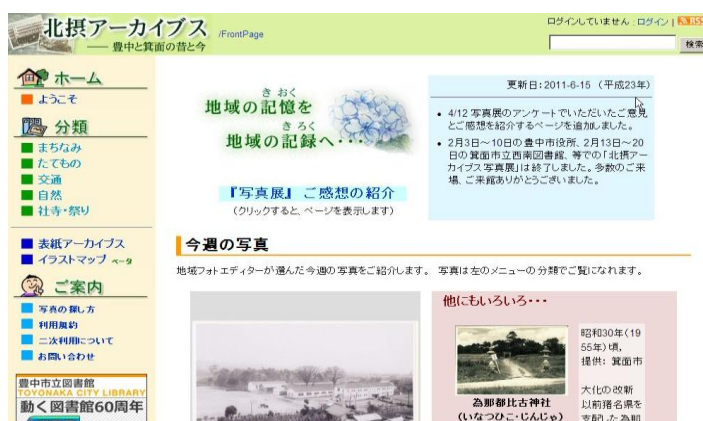 北摂アーカイブス
―― 豊中と箕面の昔と今
/FrontPage
ログインしていません : ログイン | RSS
検索
ホーム
ようこそ
分類
まちなみ
たてもの
交通
自然
社寺・祭り
表紙アーカイブス
イラストマップ ベータ
ご案内
写真の探し方
利用規約
二次利用について
お問い合わせ
豊中市立図書館
TOYONAKA CITY LIBRARY
動く図書館60周年
きおく
地域の記憶を
きろく
地域の記録へ・・・
『写真展』 ご感想の紹介
(クリックすると、ページを表示します)
更新日:2011-6-15 (平成23年)
• 4/12 写真展のアンケートでいただいたご意見
とご感想を紹介するページを追加しました。
• 2月3日~10日の豊中市役所、2月13日~20
日の箕面市立西南図書館、等での「北摂アー
カイブス写真展」は終了しました。多数のご来
場、ご来館ありがとうございました。
今週の写真
地域フォトエディターが選んだ今週の写真をご紹介します。 写真は左のメニューの分類でご覧になれます。
他にもいろいろ・・・
昭和30年(19
55年)頃,
提供: 箕面市
大化の改新
以前猪名県を
支配した為那
為那都比古神社
(いなつひこ・じんじゃ)